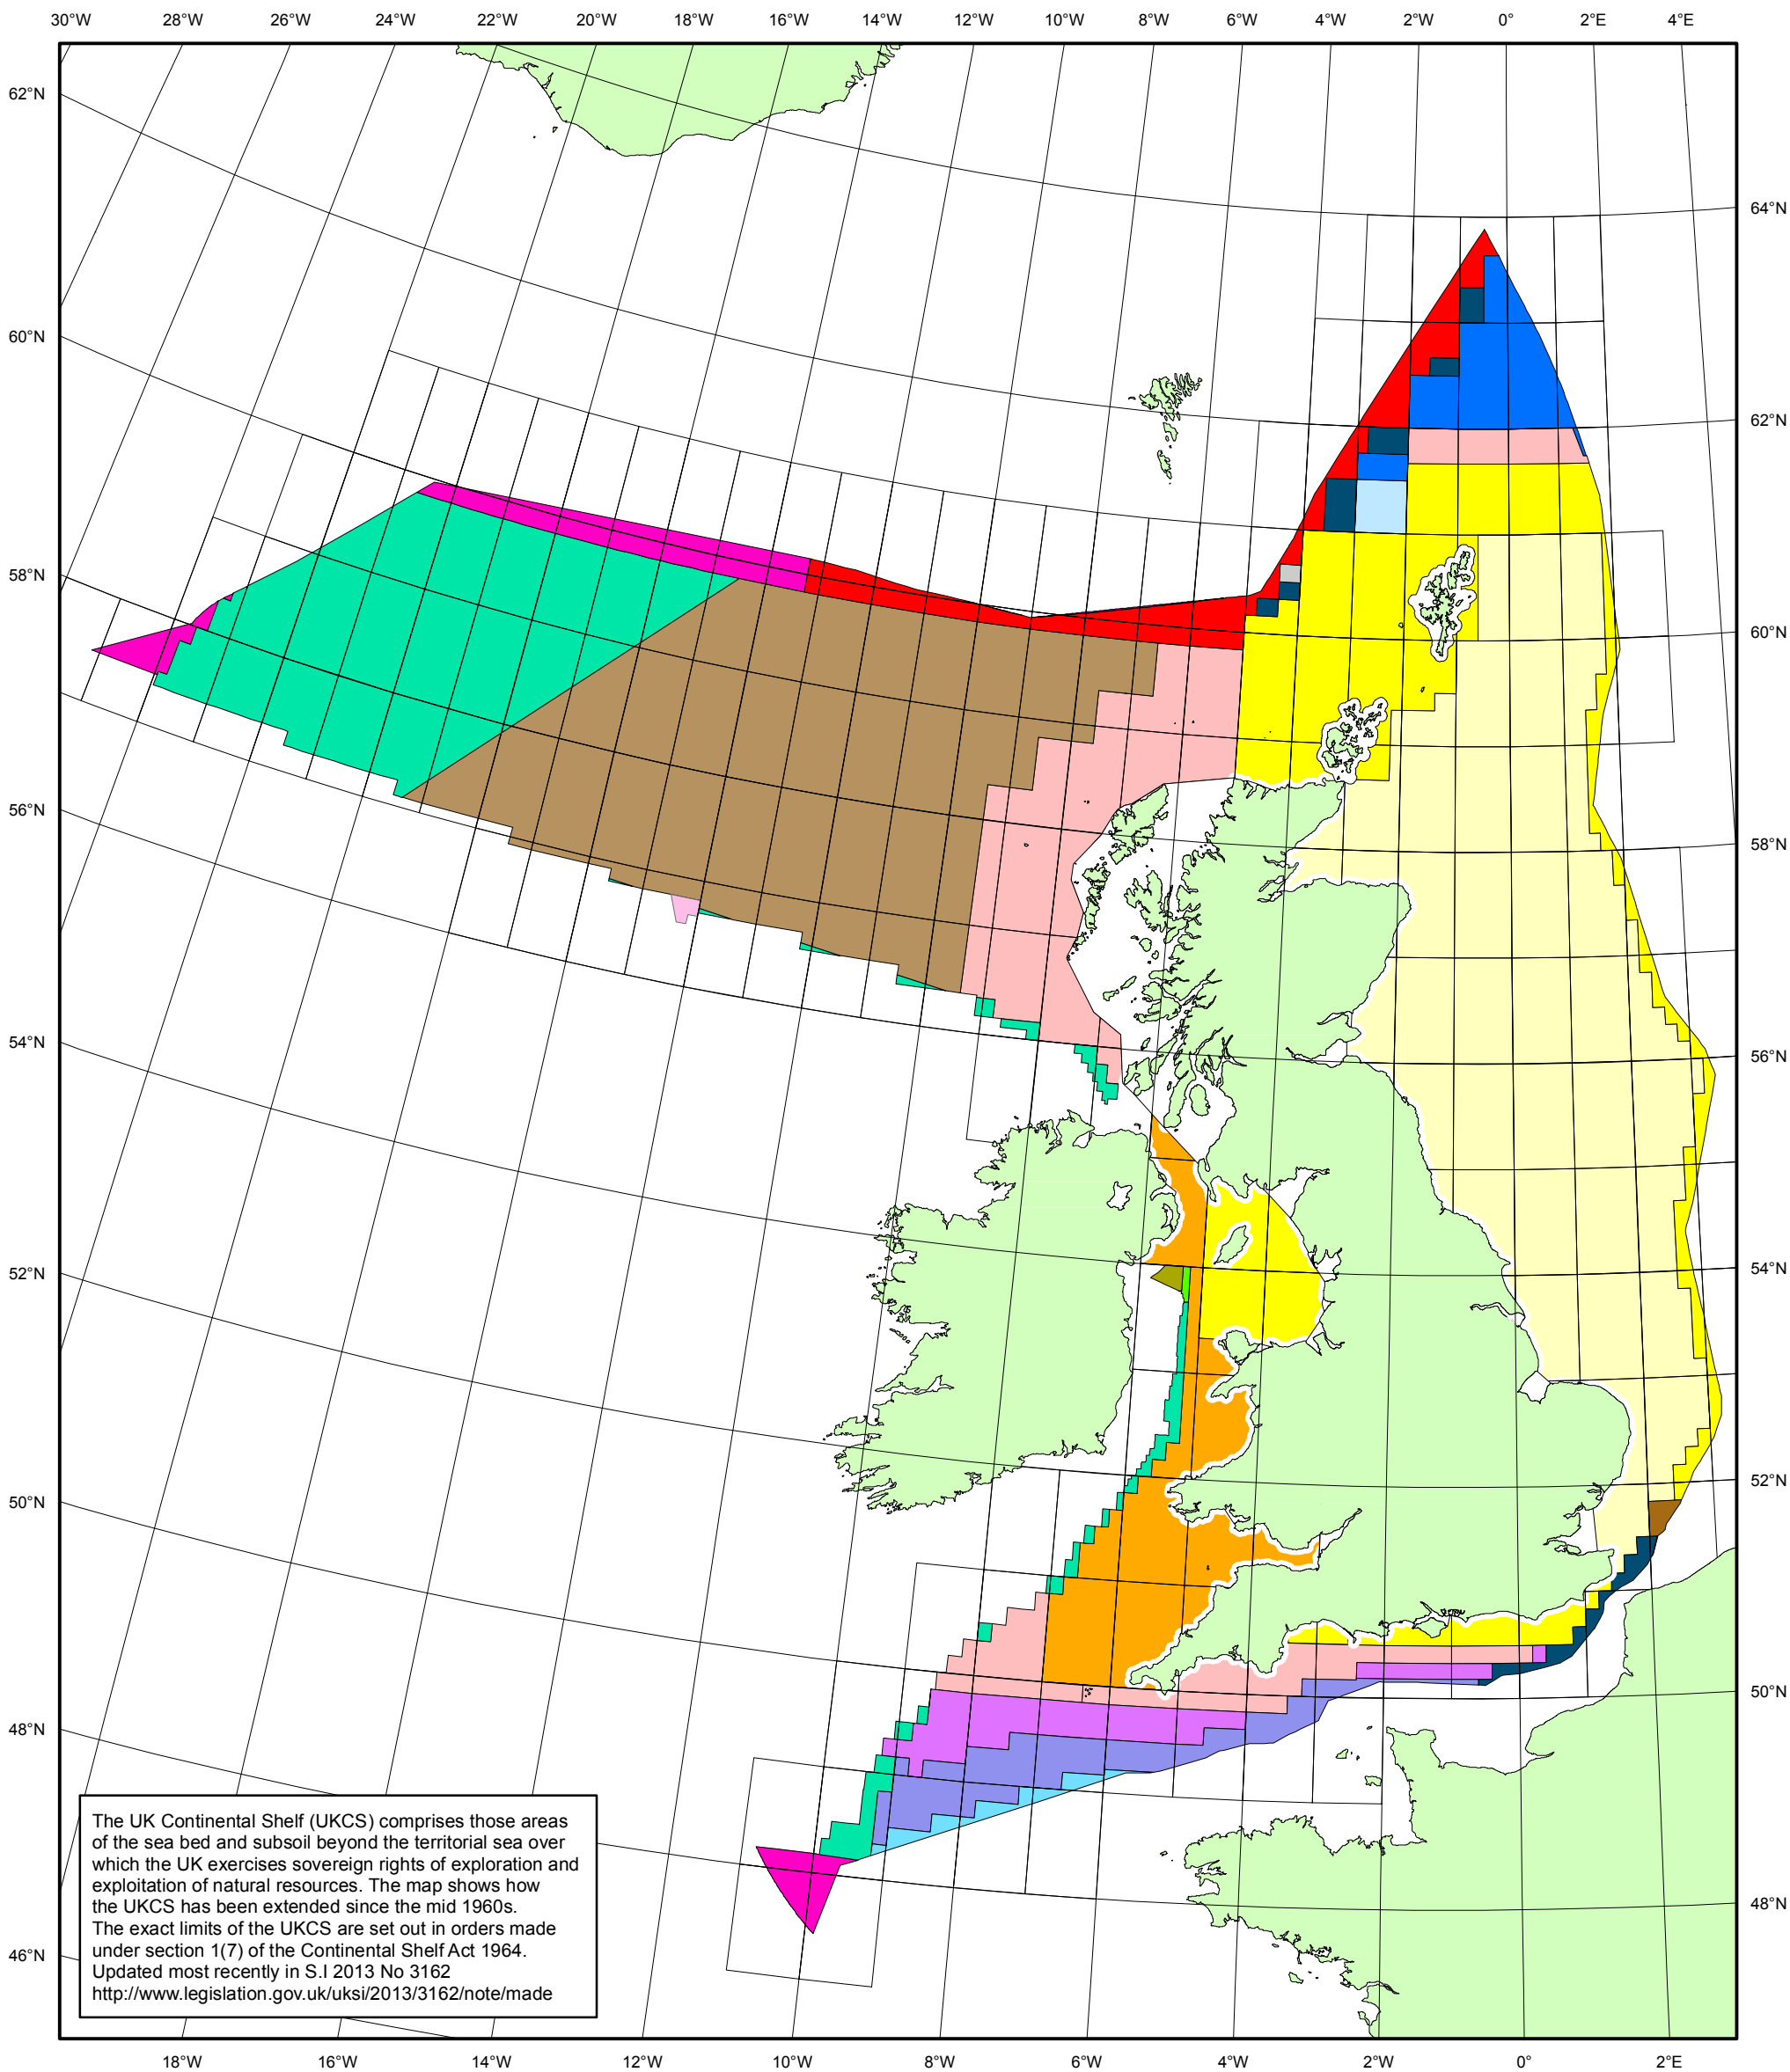 30°W 28°W 26°W 24°W 22°W 20°W 18°W 16°W 14°W 12°W 10°W 8°W 6°W 4°W 2°W 0° 2°E 4°E
62°N
64°N
60°N
62°N
58°N
60°N
56°N
58°N
54°N
56°N
52°N
54°N
50°N
52°N
48°N
50°N
46°N
48°N
The UK Continental Shelf (UKCS) comprises those areas
of the sea bed and subsoil beyond the territorial sea over
which the UK exercises sovereign rights of exploration and
exploitation of natural resources. The map shows how
the UKCS has been extended since the mid 1960s.
The exact limits of the UKCS are set out in orders made
under section 1(7) of the Continental Shelf Act 1964.
Updated most recently in S.I 2013 No 3162
http://www.legislation.gov.uk/uksi/2013/3162/note/made
18°W 16°W 14°W 12°W 10°W 8°W 6°W 4°W 2°W 0° 2°E